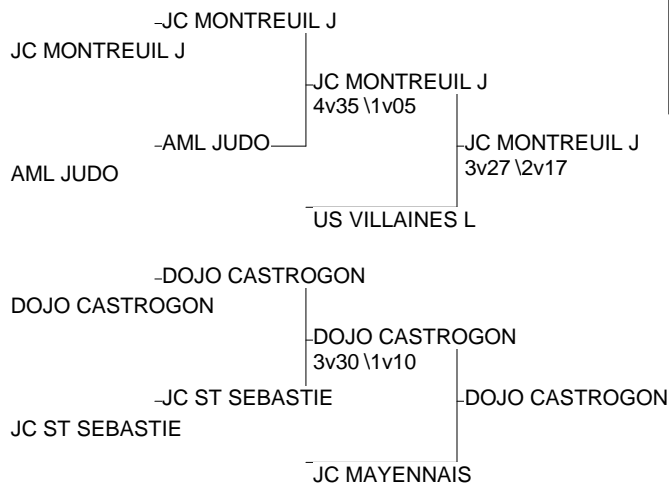 JC MONTREUIL J
JC MONTREUIL J
JC MONTREUIL J
4v35 \1v05
AML JUDO
JC MONTREUIL J
3v27 \2v17
AML JUDO
US VILLAINES L
DOJO CASTROGON
DOJO CASTROGON
DOJO CASTROGON
3v30 \1v10
JC ST SEBASTIE
DOJO CASTROGON
JC ST SEBASTIE
JC MAYENNAIS